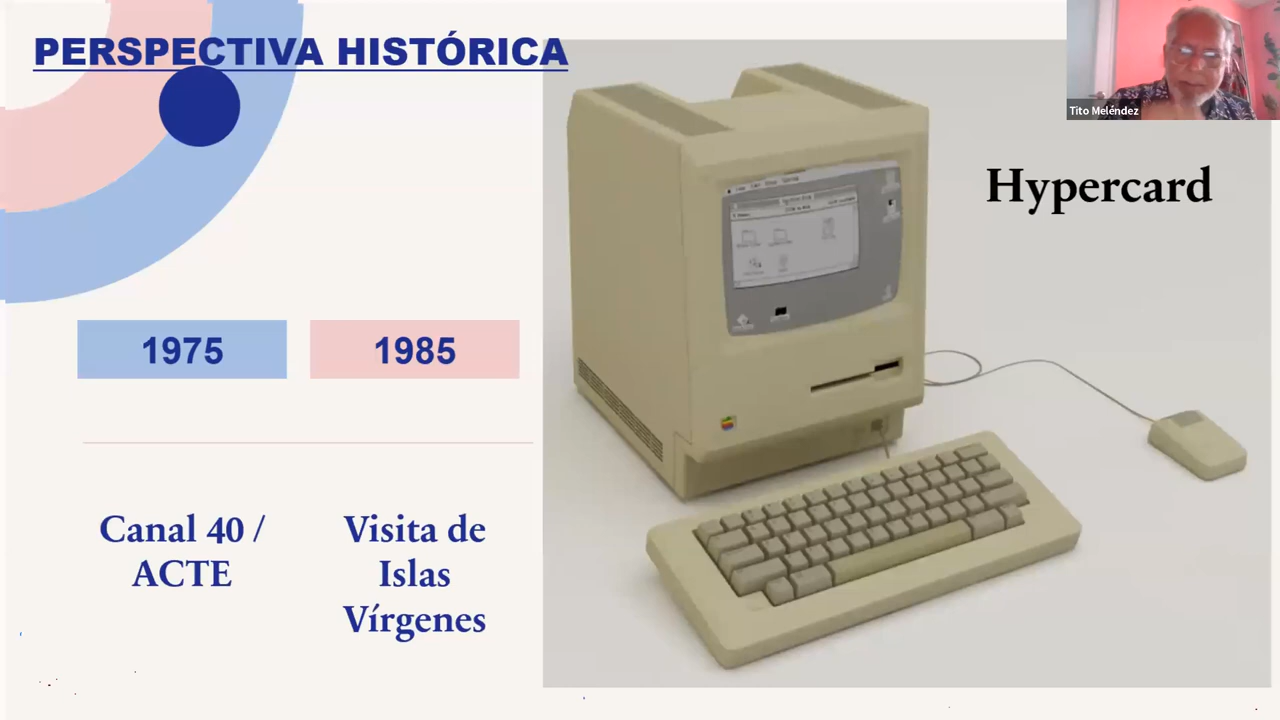 PERSPECTIVA HISTÓRICA
Tito Meléndez
Hypercard
1975
1985
Canal 40 /
ACTE
Visita de
Islas
Vírgenes